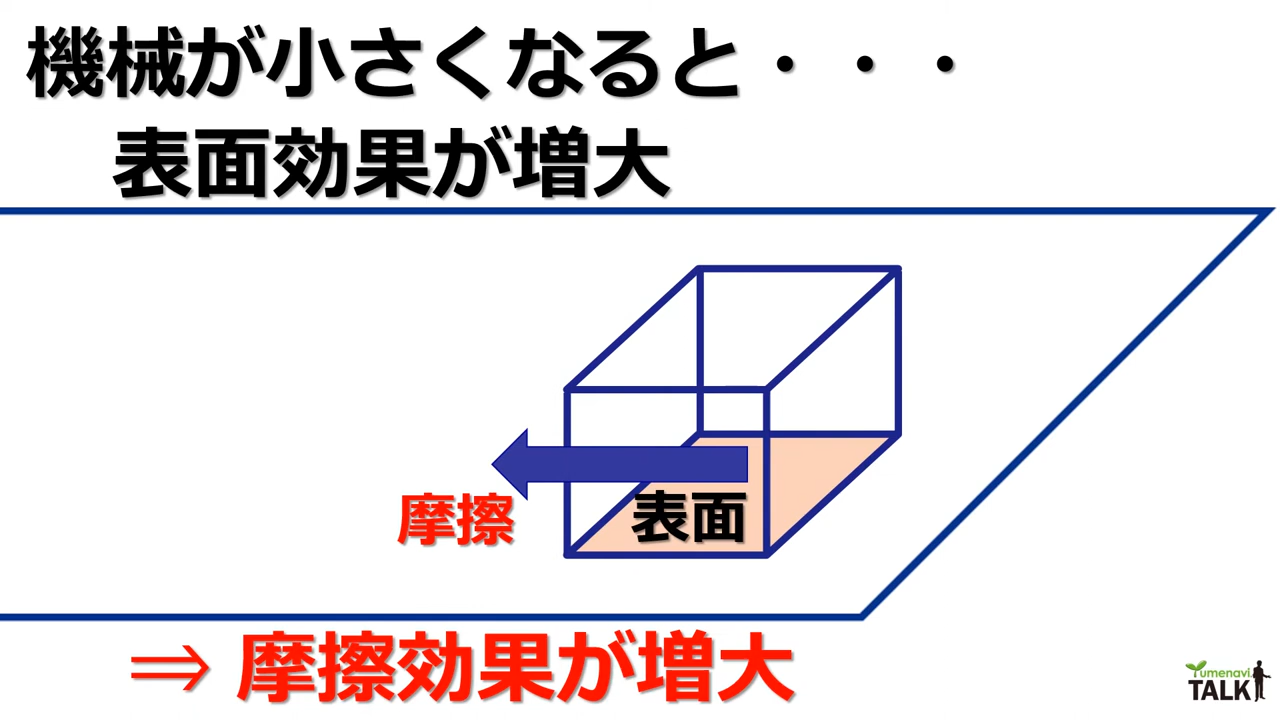 機械が小さくなると・・・
表面効果が増大
摩擦
表面
⇒ 摩擦効果が増大
Yumenavi
TALK